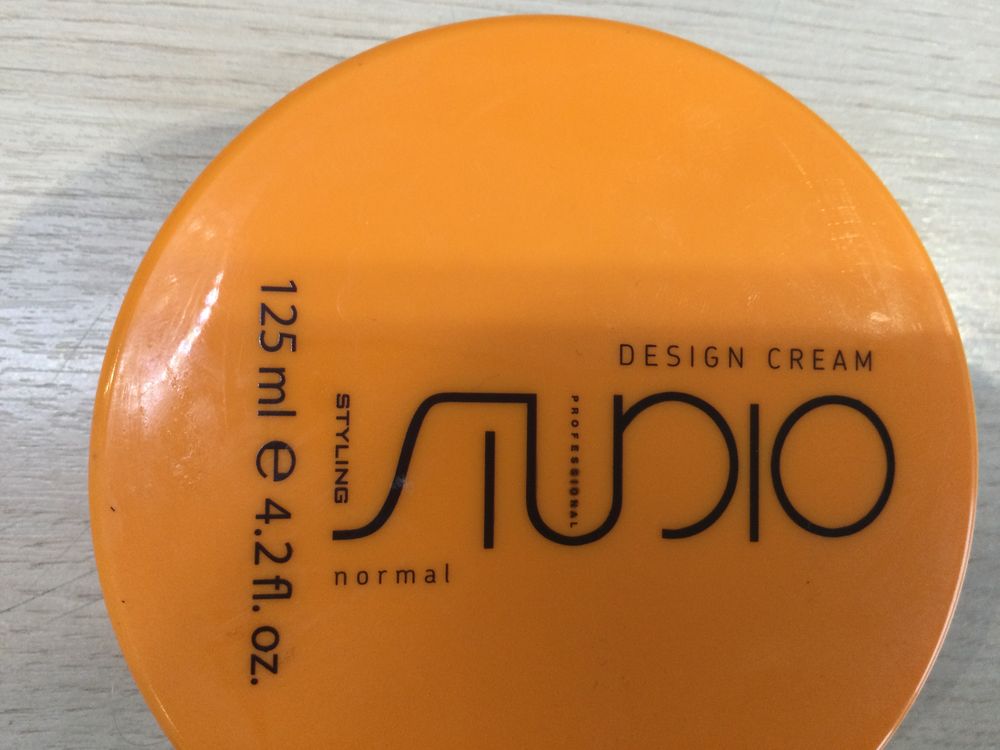 DESIGN CREAM
STUDIO
PROFESSIONAL
STYLING
normal
125 ml e 4.2 fl. oz.